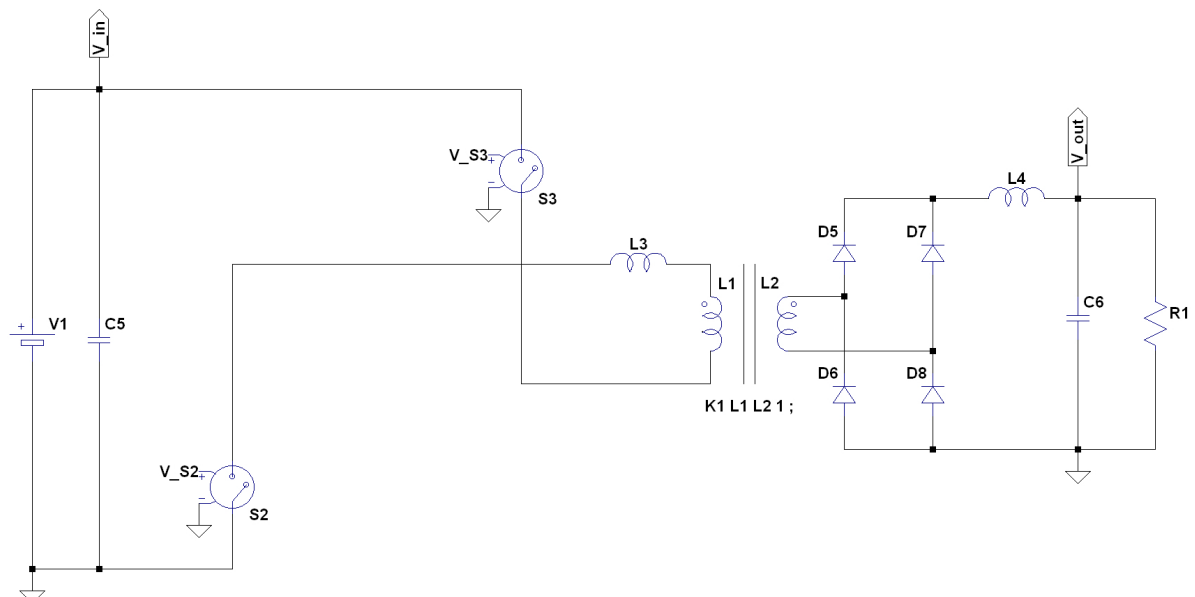 V_in
V_S3
S3
V_out
L4
L3
D5
D7
L1
L2
V1
C5
C6
R1
D6
D8
K1 L1 L2 1 ;
V_S2
S2